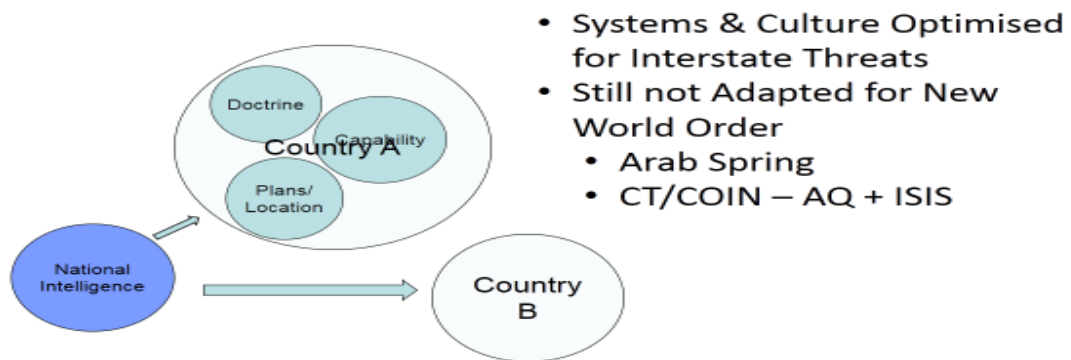 • Systems & Culture Optimised
for Interstate Threats
• Still not Adapted for New
World Order
• Arab Spring
• CT/COIN – AQ + ISIS
Doctrine
Capability
Country A
Plans/
Location
National
Intelligence
Country
B